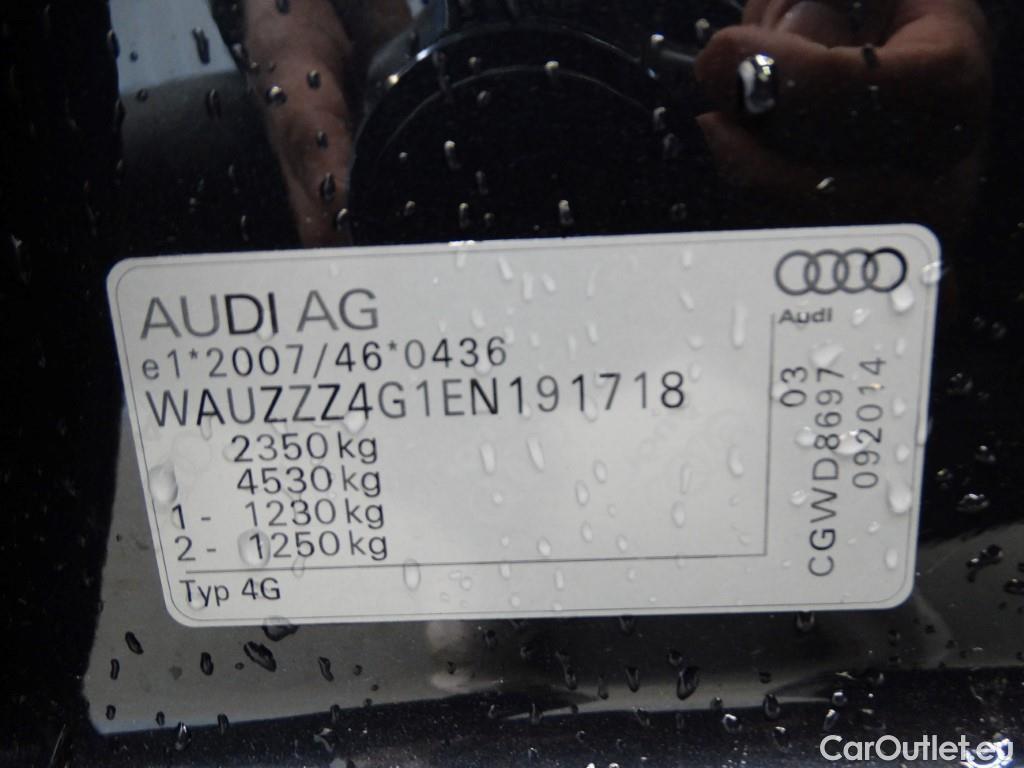 AUDI AG
e1*2007/46*0436
WAUZZZ4G1EN191718
2350 kg
4530 kg
1 - 1230 kg
2 - 1250 kg
Typ 4G
Audi
03
CGWD8697
092014
CarOutlet.eu